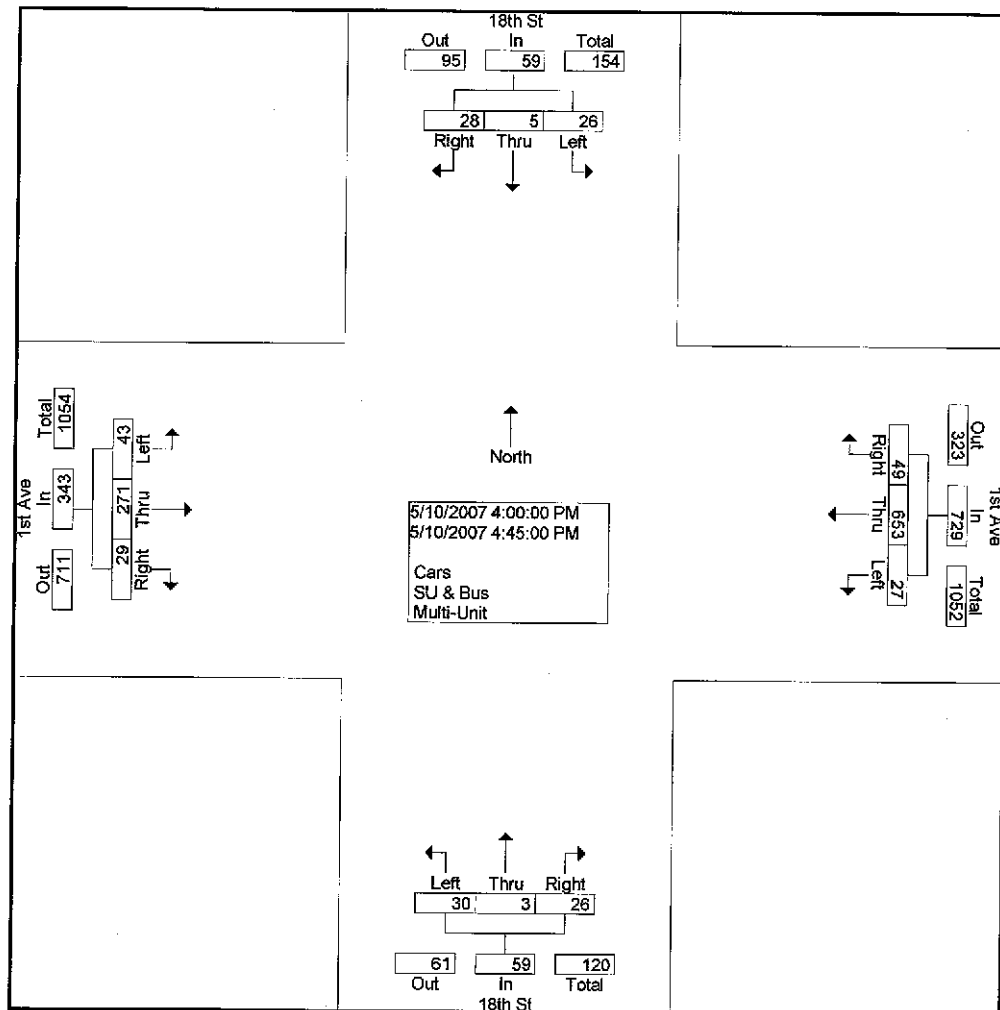 18th St
Out In Total
95 59 154
28 5 26
Right Thru Left
1st Ave
Total In Out
1054 343 711
43 271 29
Left Thru Right
North
5/10/2007 4:00:00 PM
5/10/2007 4:45:00 PM
Cars
SU & Bus
Multi-Unit
Right Thru Left
49 653 27
323 729 1052
Out In Total
1st Ave
Left Thru Right
30 3 26
61 59 120
Out In Total
18th St